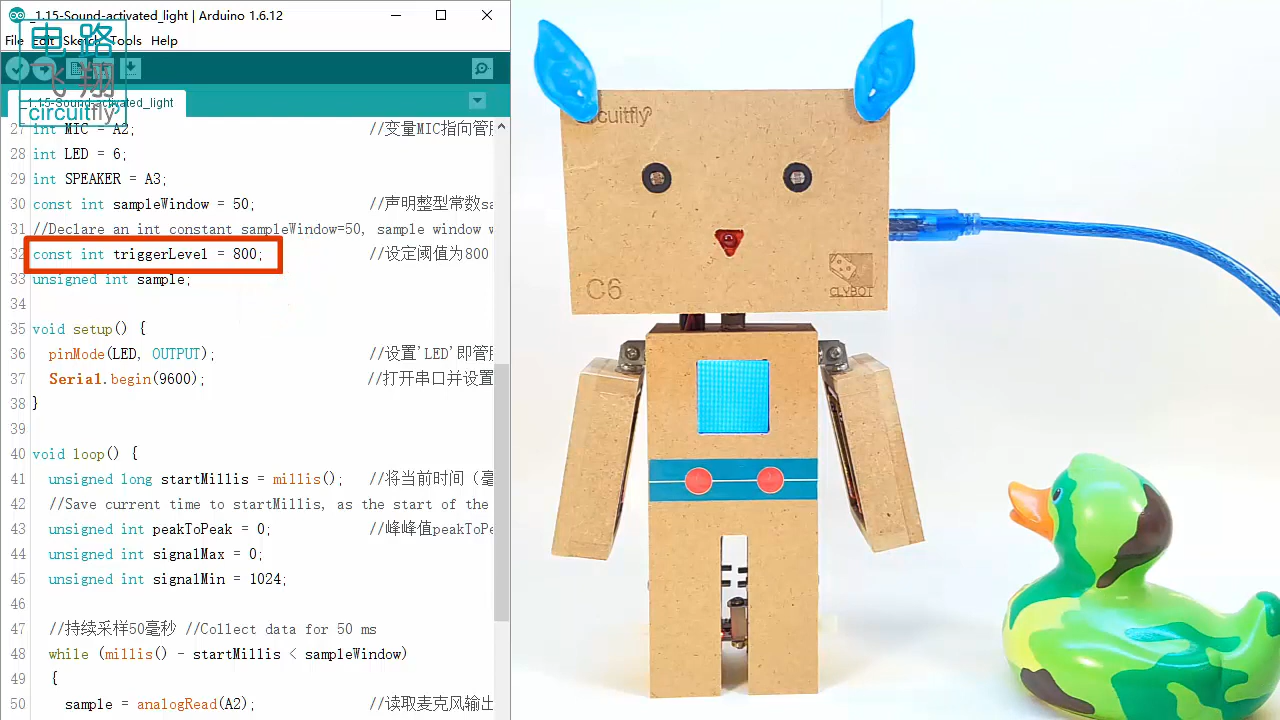 1.15-Sound-activated_light | Arduino 1.6.12
File Edit Sketch Tools Help
电路
飞翔
circuitfly
1.15-Sound-activated_light
27 int MIC = A2; //变量MIC指向管脚
28 int LED = 6;
29 int SPEAKER = A3;
30 const int sampleWindow = 50; //声明整型常数sa
31 //Declare an int constant sampleWindow=50, sample window w
32 const int triggerLevel = 800; //设定阈值为800
33 unsigned int sample;
34
35 void setup() {
36 pinMode(LED, OUTPUT); //设置'LED'即管脚
37 Serial.begin(9600); //打开串口并设置
38 }
39
40 void loop() {
41 unsigned long startMillis = millis(); //将当前时间（毫
42 //Save current time to startMillis, as the start of the
43 unsigned int peakToPeak = 0; //峰峰值peakToPe
44 unsigned int signalMax = 0;
45 unsigned int signalMin = 1024;
46
47 //持续采样50毫秒 //Collect data for 50 ms
48 while (millis() - startMillis < sampleWindow)
49 {
50 sample = analogRead(A2); //读取麦克风输出
circuitfly
C6
CLYBOT